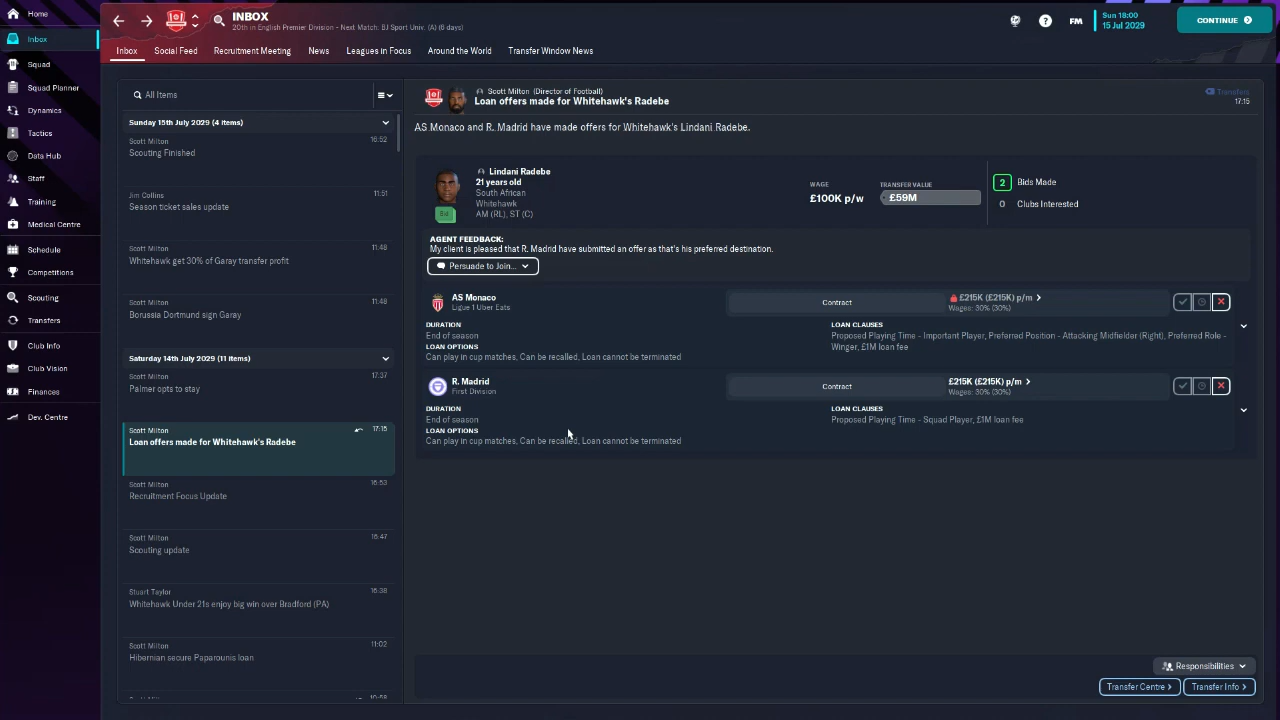 Home
Inbox
Squad
Squad Planner
Dynamics
Tactics
Data Hub
Staff
Training
Medical Centre
Schedule
Competitions
Scouting
Transfers
Club Info
Club Vision
Finances
Dev. Centre
INBOX
20th in English Premier Division - Next Match: BJ Sport Univ. (A) (6 days)
FM
Sun 18:00
15 Jul 2029
CONTINUE
Inbox Social Feed Recruitment Meeting News Leagues in Focus Around the World Transfer Window News
All Items
Sunday 15th July 2029 (4 items)
Scott Milton 16:52
Scouting Finished
Jim Collins 11:51
Season ticket sales update
Scott Milton 11:48
Whitehawk get 30% of Garay transfer profit
Scott Milton 11:48
Borussia Dortmund sign Garay
Saturday 14th July 2029 (11 items)
Scott Milton 17:37
Palmer opts to stay
Scott Milton 17:15
Loan offers made for Whitehawk's Radebe
Scott Milton 16:53
Recruitment Focus Update
Scott Milton 16:47
Scouting update
Stuart Taylor 16:38
Whitehawk Under 21s enjoy big win over Bradford (PA)
Scott Milton 11:02
Hibernian secure Paparounis loan
10:58
Scott Milton (Director of Football)
Loan offers made for Whitehawk's Radebe
Transfers
17:15
AS Monaco and R. Madrid have made offers for Whitehawk's Lindani Radebe.
Lindani Radebe
21 years old
South African
Whitehawk
AM (RL), ST (C)
Bid
WAGE
£100K p/w
TRANSFER VALUE
£59M
2 Bids Made
0 Clubs Interested
AGENT FEEDBACK:
My client is pleased that R. Madrid have submitted an offer as that's his preferred destination.
Persuade to Join...
AS Monaco
Ligue 1 Uber Eats
Contract
£215K (£215K) p/m
Wages: 30% (30%)
DURATION
End of season
LOAN OPTIONS
Can play in cup matches, Can be recalled, Loan cannot be terminated
LOAN CLAUSES
Proposed Playing Time - Important Player, Preferred Position - Attacking Midfielder (Right), Preferred Role -
Winger, £1M loan fee
R. Madrid
First Division
Contract
£215K (£215K) p/m
Wages: 30% (30%)
DURATION
End of season
LOAN OPTIONS
Can play in cup matches, Can be recalled, Loan cannot be terminated
LOAN CLAUSES
Proposed Playing Time - Squad Player, £1M loan fee
Responsibilities
Transfer Centre
Transfer Info